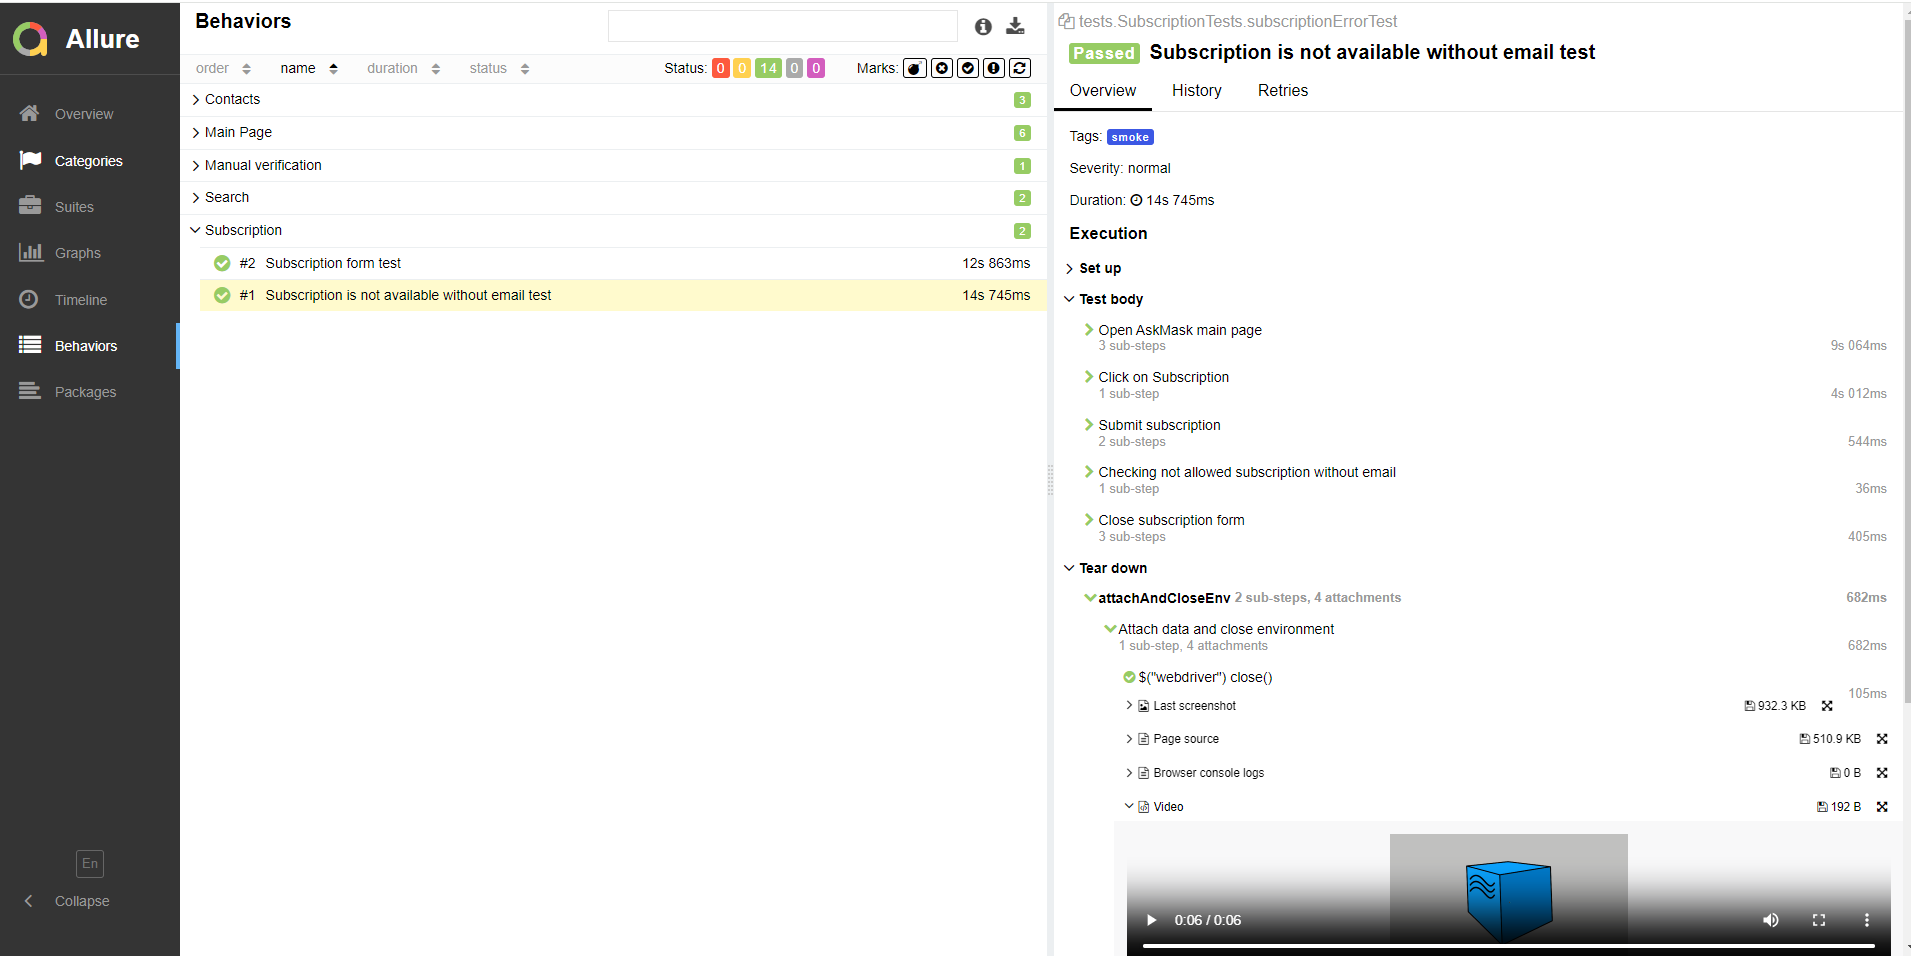 Allure
Overview
Categories
Suites
Graphs
Timeline
Behaviors
Packages
En
Collapse
Behaviors
order name duration status Status: 0 0 14 0 0 Marks:
Contacts 3
Main Page 6
Manual verification 1
Search 2
Subscription 2
#2 Subscription form test 12s 863ms
#1 Subscription is not available without email test 14s 745ms
tests.SubscriptionTests.subscriptionErrorTest
Passed Subscription is not available without email test
Overview History Retries
Tags: smoke
Severity: normal
Duration: 14s 745ms
Execution
Set up
Test body
Open AskMask main page
3 sub-steps 9s 064ms
Click on Subscription
1 sub-step 4s 012ms
Submit subscription
2 sub-steps 544ms
Checking not allowed subscription without email
1 sub-step 36ms
Close subscription form
3 sub-steps 405ms
Tear down
attachAndCloseEnv 2 sub-steps, 4 attachments 682ms
Attach data and close environment
1 sub-step, 4 attachments 682ms
$("webdriver") close()
105ms
Last screenshot 932.3 KB
Page source 510.9 KB
Browser console logs 0 B
Video 192 B
0:06 / 0:06